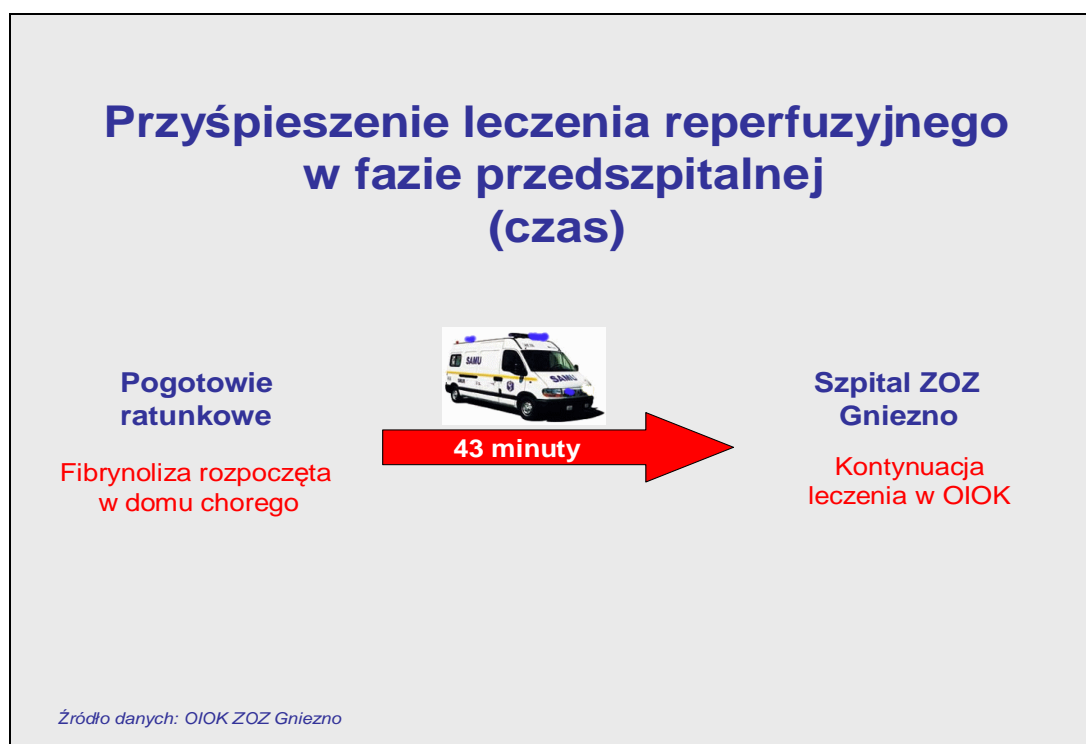 Przyśpieszenie leczenia reperfuzyjnego
w fazie przedszpitalnej
(czas)
Pogotowie
ratunkowe
Fibrynoliza rozpoczęta
w domu chorego
SAMU
SAMU
43 minuty
Szpital ZOZ
Gniezno
Kontynuacja
leczenia w OIOK
Źródło danych: OIOK ZOZ Gniezno